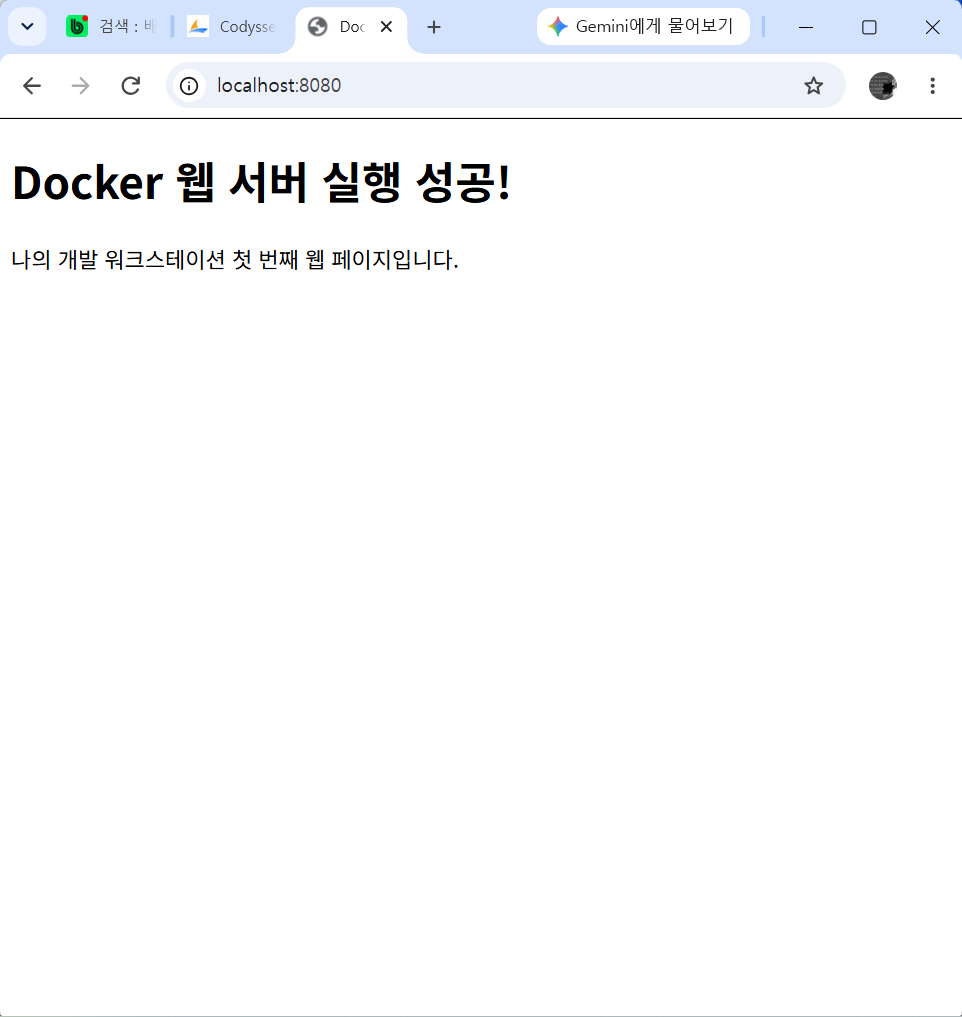 검색 : 배
Codysse
Doc
Gemini에게 물어보기
localhost:8080
Docker 웹 서버 실행 성공!
나의 개발 워크스테이션 첫 번째 웹 페이지입니다.